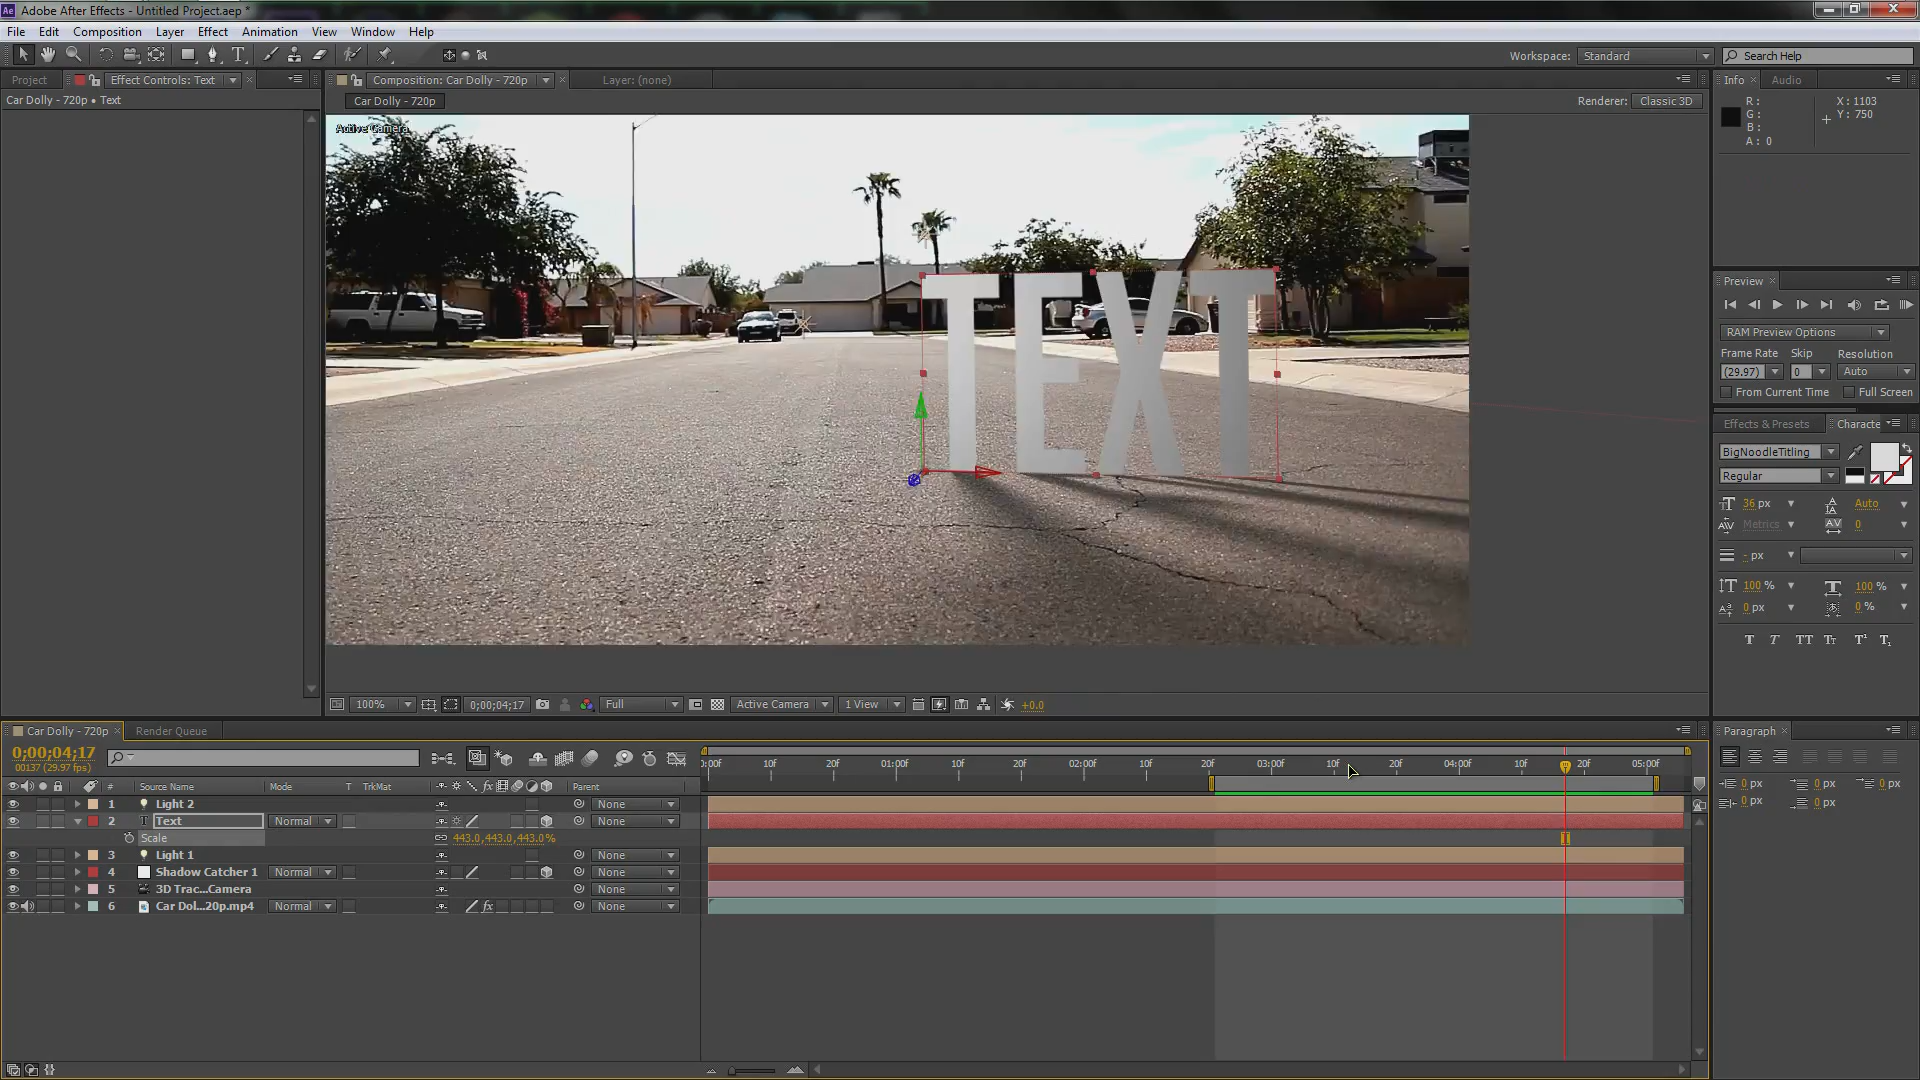 Ae Adobe After Effects - Untitled Project.aep *
File Edit Composition Layer Effect Animation View Window Help
Workspace: Standard Search Help
Project Effect Controls: Text Composition: Car Dolly - 720p Layer: (none) Info Audio
Car Dolly - 720p • Text Car Dolly - 720p Renderer: Classic 3D
R: X: 1103
G: Y: 750
B:
A: 0
Active Camera
TEXT
Preview
RAM Preview Options
Frame Rate Skip Resolution
(29.97) 0 Auto
From Current Time Full Screen
Effects & Presets Characte
BigNoodleTitling
Regular
36 px Auto
Metrics 0
- px
100 % 100 %
0 px 0 %
T T TT Tt T¹ T₁
100% 0;00;04;17 Full Active Camera 1 View +0.0
Car Dolly - 720p Render Queue Paragraph
0;00;04;17
00137 (29.97 fps)
0 px 0 px 0 px
0 px 0 px
:00f 10f 20f 01:00f 10f 20f 02:00f 10f 20f 03:00f 10f 20f 04:00f 10f 20f 05:00f
# Source Name Mode T TrkMat Parent
1 Light 2 None
2 Text Normal None
Scale 443.0,443.0,443.0%
3 Light 1 None
4 Shadow Catcher 1 Normal None
5 3D Trac...Camera None
6 Car Dol...20p.mp4 Normal None